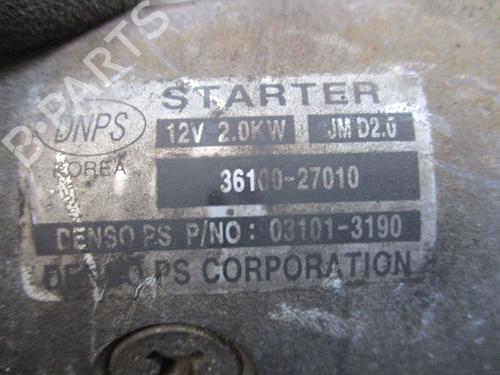 B-PARTS
STARTER
DNPS
12V 2.0KW
JM D2.0
KOREA
36100-27010
DENSO PS P/NO : 03101-3190
DENSO PS CORPORATION